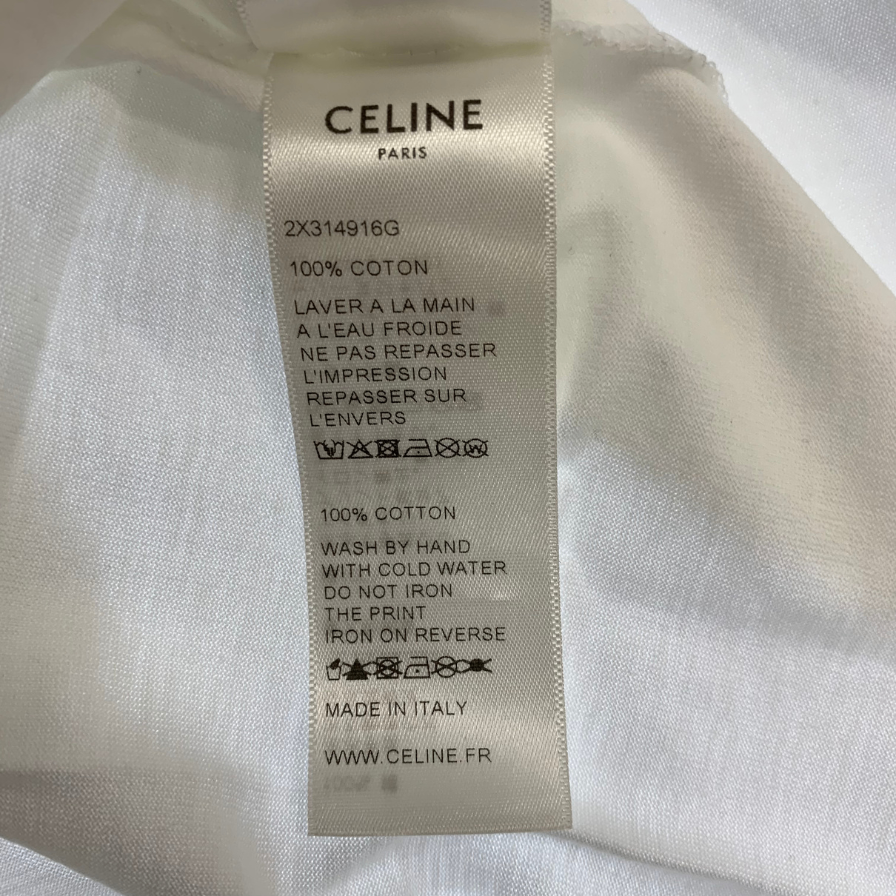 CELINE
PARIS
2X314916G
100% COTON
LAVER A LA MAIN
A L'EAU FROIDE
NE PAS REPASSER
L'IMPRESSION
REPASSER SUR
L'ENVERS
100% COTTON
WASH BY HAND
WITH COLD WATER
DO NOT IRON
THE PRINT
IRON ON REVERSE
MADE IN ITALY
WWW.CELINE.FR